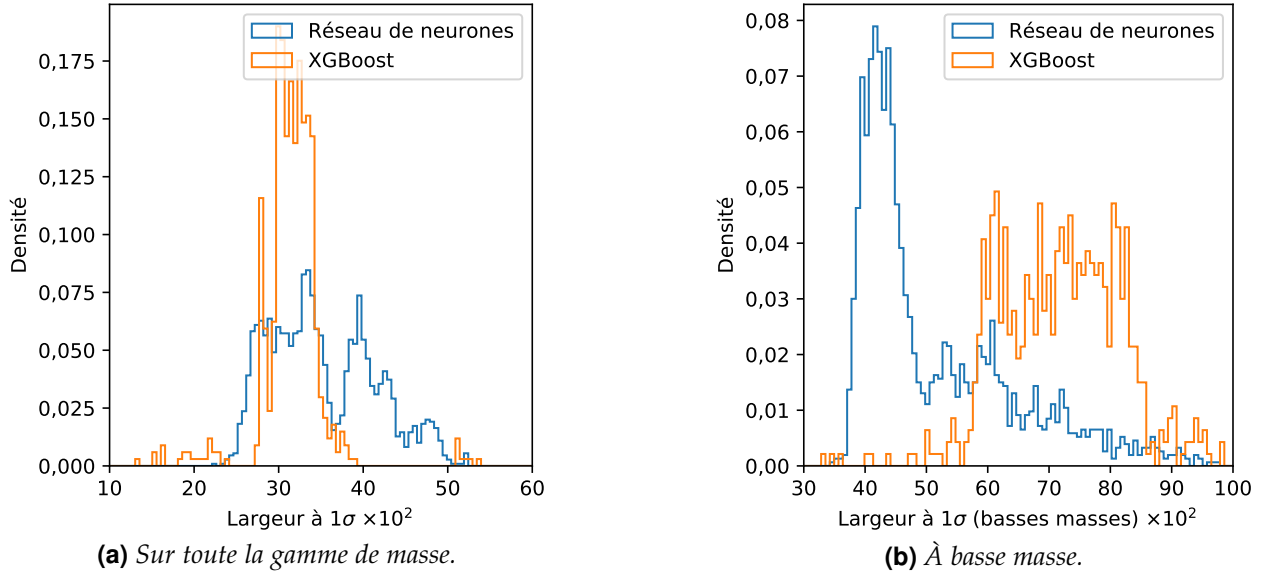 Réseau de neurones
XGBoost
0,175
0,150
0,125
0,100
0,075
0,050
0,025
0,000
Densité
10 20 30 40 50 60
Largeur à 1σ ×10²
(a) Sur toute la gamme de masse.
Réseau de neurones
XGBoost
0,08
0,07
0,06
0,05
0,04
0,03
0,02
0,01
0,00
Densité
30 40 50 60 70 80 90 100
Largeur à 1σ (basses masses) ×10²
(b) À basse masse.